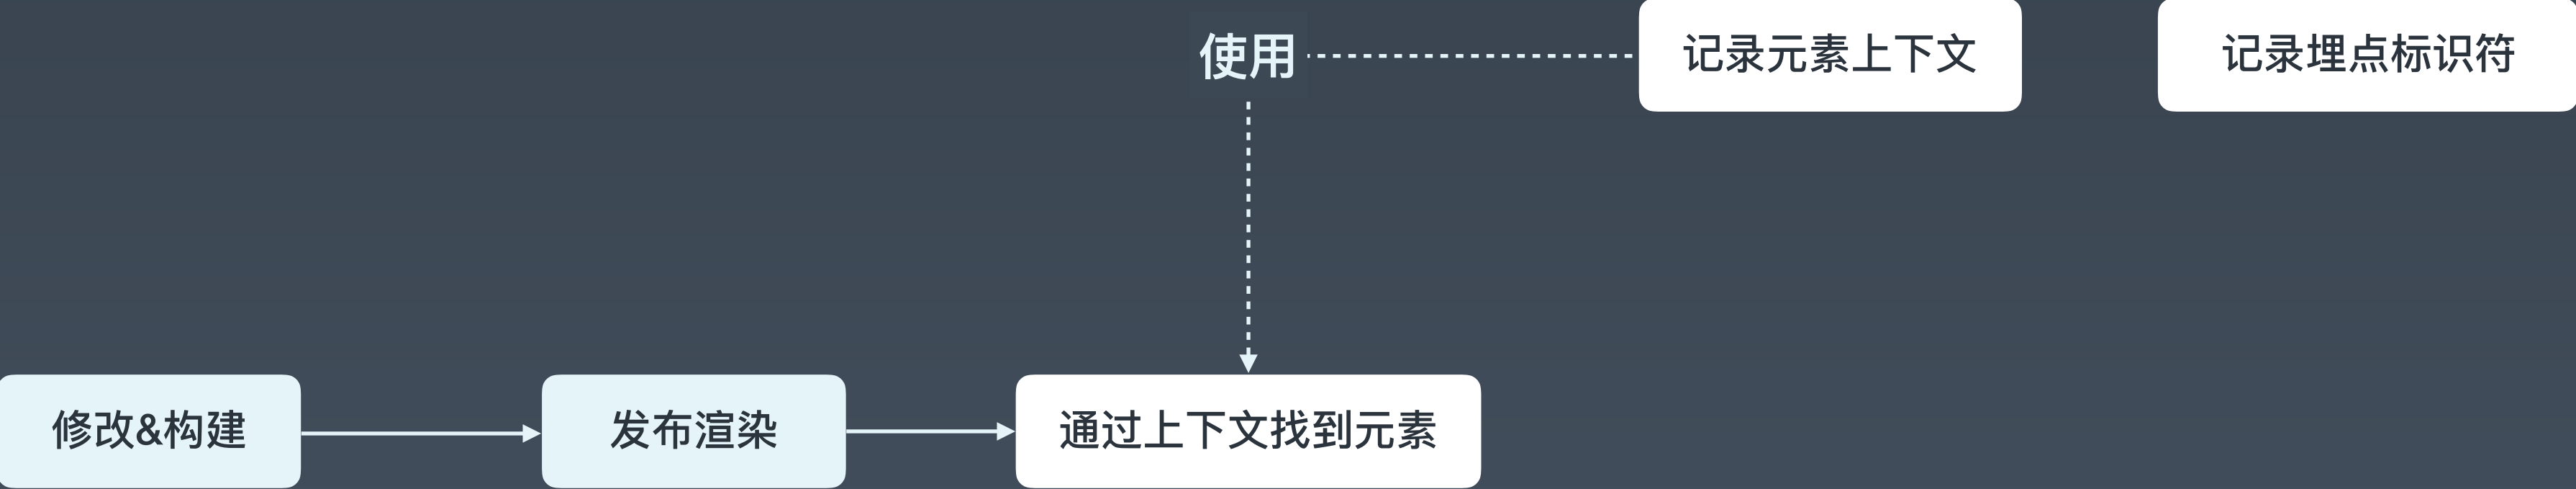 使用
记录元素上下文
记录埋点标识符
修改&构建
发布渲染
通过上下文找到元素